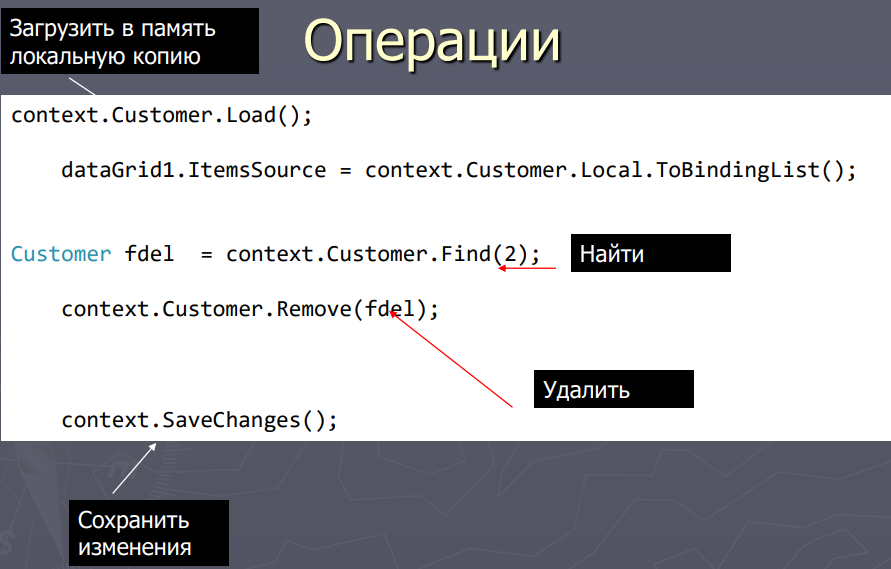 Загрузить в память
локальную копию
Операции
context.Customer.Load();
dataGrid1.ItemsSource = context.Customer.Local.ToBindingList();
Customer fdel  = context.Customer.Find(2);
Найти
context.Customer.Remove(fdel);
Удалить
context.SaveChanges();
Сохранить
изменения